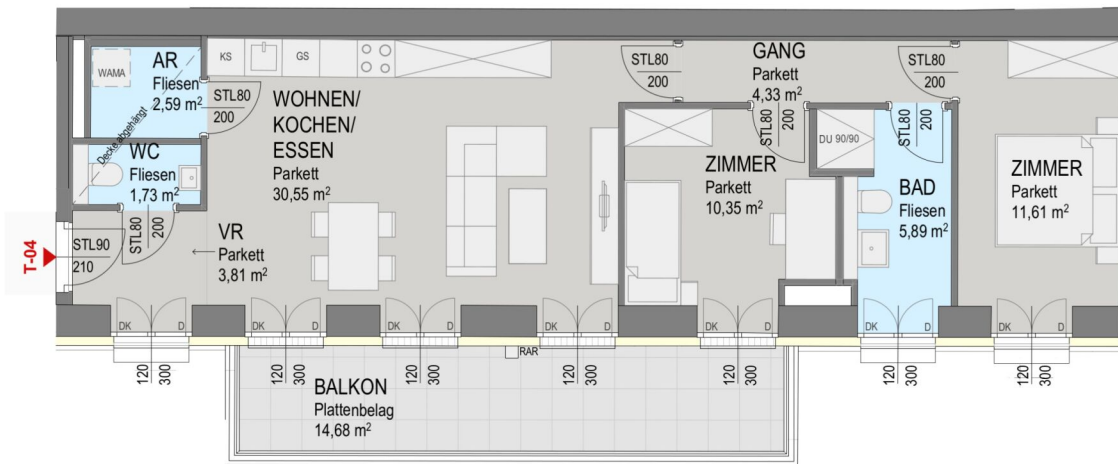 AR
Fliesen
2,59 m²
WAMA
Decke abgehängt
STL80
200
KS
GS
WOHNEN/
KOCHEN/
ESSEN
Parkett
30,55 m²
WC
Fliesen
1,73 m²
STL80
200
T-04
STL90
210
VR
Parkett
3,81 m²
STL80
200
GANG
Parkett
4,33 m²
STL80
200
STL80
200
ZIMMER
Parkett
10,35 m²
DU 90/90
STL80
200
BAD
Fliesen
5,89 m²
ZIMMER
Parkett
11,61 m²
DK D
DK D
DK D
DK D
DK D
DK D
DK D
RAR
120 300
120 300
120 300
120 300
120 300
120 300
120 300
BALKON
Plattenbelag
14,68 m²